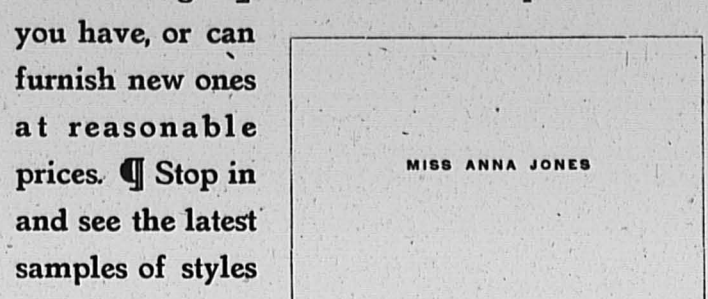 you have, or can
furnish new ones
at reasonable
prices. ¶ Stop in
and see the latest
samples of styles
MISS ANNA JONES